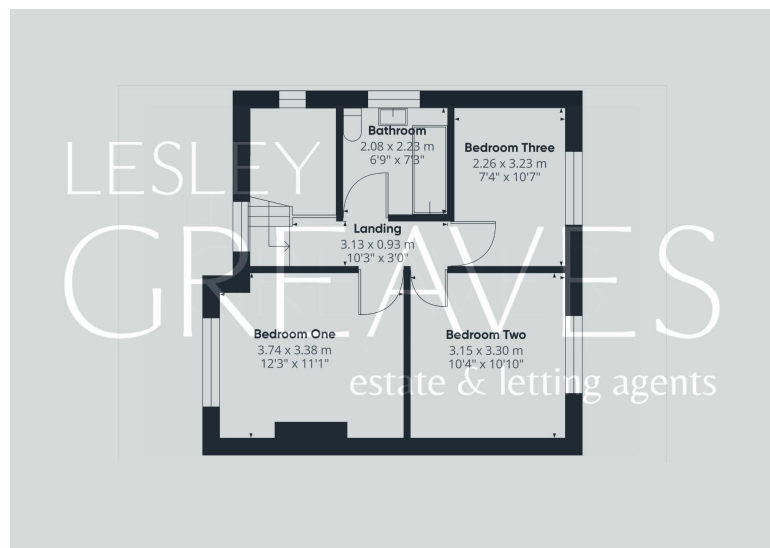 LESLEY
GREAVES
estate & letting agents
Bathroom
2.08 x 2.23 m
6'9" x 7'3"
Bedroom Three
2.26 x 3.23 m
7'4" x 10'7"
Landing
3.13 x 0.93 m
10'3" x 3'0"
Bedroom One
3.74 x 3.38 m
12'3" x 11'1"
Bedroom Two
3.15 x 3.30 m
10'4" x 10'10"